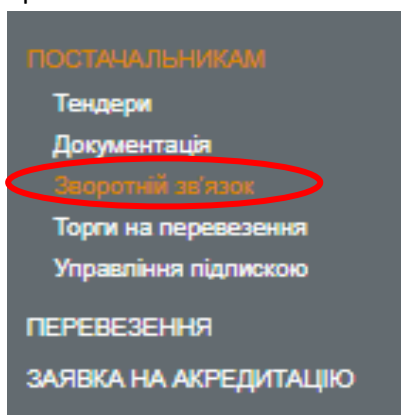 ПОСТАЧАЛЬНИКАМ
Тендери
Документація
Зворотній зв'язок
Торги на перевезення
Управління підпискою
ПЕРЕВЕЗЕННЯ
ЗАЯВКА НА АКРЕДИТАЦІЮ